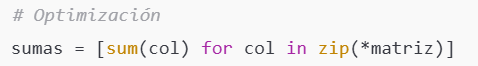 # Optimización
sumas = [sum(col) for col in zip(*matriz)]